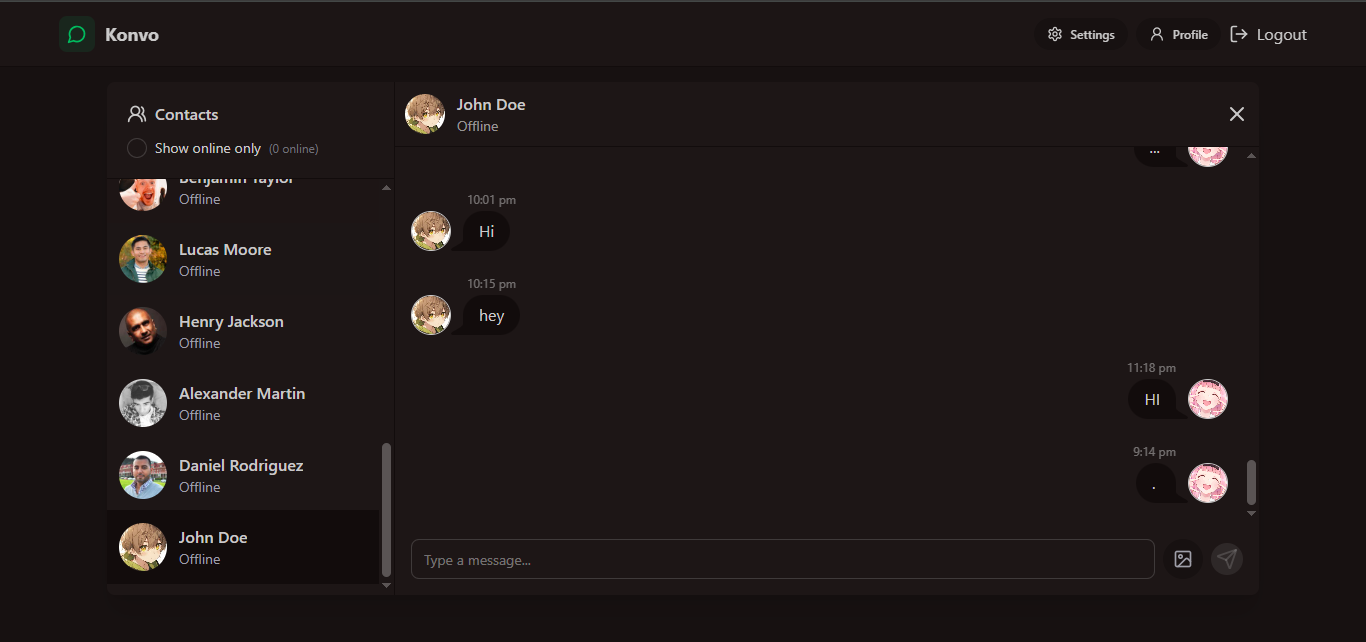 Konvo
Settings
Profile
Logout
Contacts
Show online only (0 online)
Benjamin Taylor
Offline
Lucas Moore
Offline
Henry Jackson
Offline
Alexander Martin
Offline
Daniel Rodriguez
Offline
John Doe
Offline
John Doe
Offline
...
10:01 pm
Hi
10:15 pm
hey
11:18 pm
HI
9:14 pm
.
Type a message...